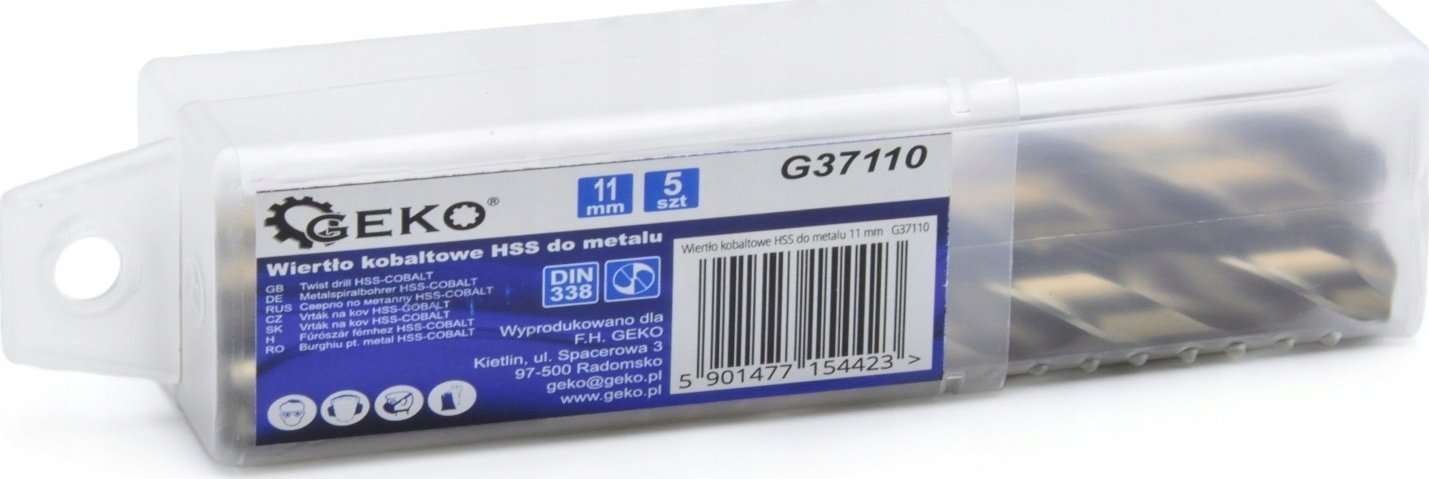 GEKO®
11 mm
5 szt
G37110
Wiertło kobaltowe HSS do metalu
GB Twist drill HSS-COBALT
DE Metalspiralbohrer HSS-COBALT
RUS Сверло по металлу HSS-COBALT
CZ Vrták na kov HSS-COBALT
SK Vrták na kov HSS-COBALT
H Fúrószár fémhez HSS-COBALT
RO Burghiu pt. metal HSS-COBALT
DIN
338
Wyprodukowano dla
F.H. GEKO
Kietlin, ul. Spacerowa 3
97-500 Radomsko
geko@geko.pl
www.geko.pl
Wiertło kobaltowe HSS do metalu 11 mm G37110
5 901477 154423 >